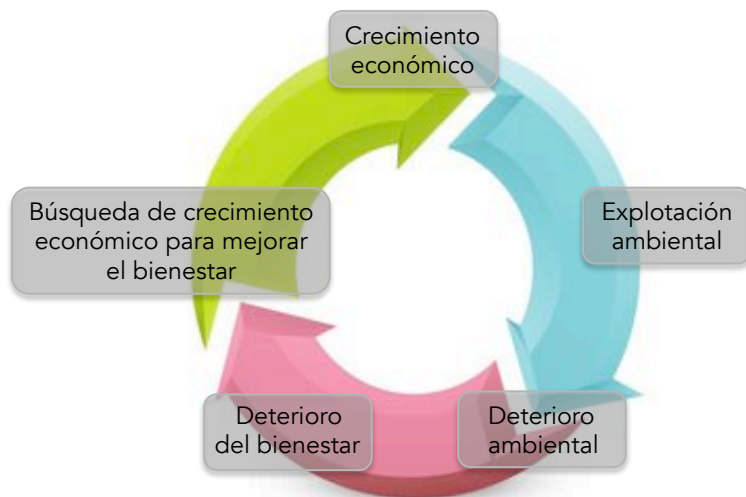 Crecimiento
económico
Explotación
ambiental
Deterioro
ambiental
Deterioro
del bienestar
Búsqueda de crecimiento
económico para mejorar
el bienestar